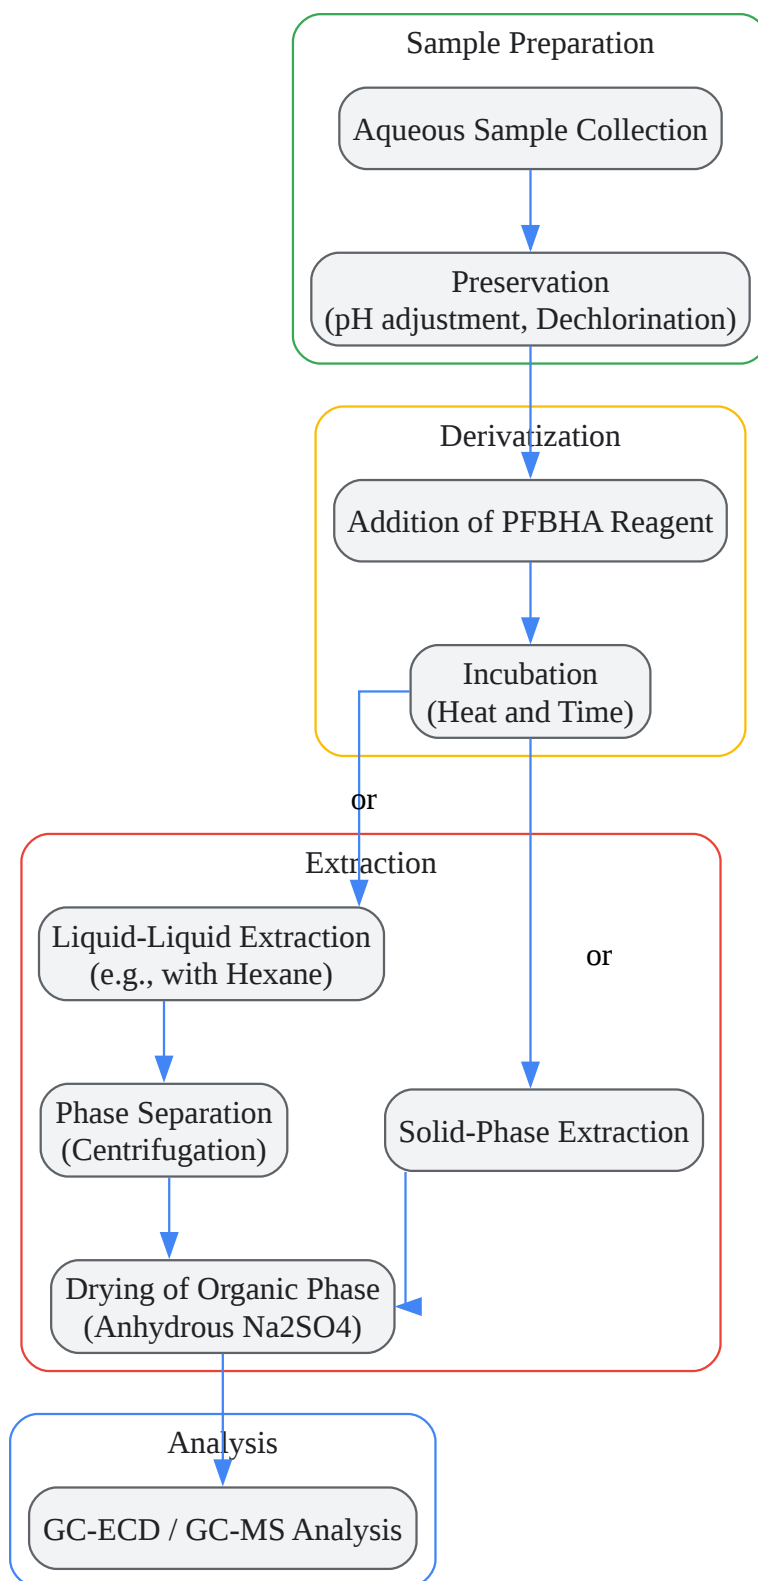 Sample Preparation
Aqueous Sample Collection
Preservation
(pH adjustment, Dechlorination)
Derivatization
Addition of PFBHA Reagent
Incubation
(Heat and Time)
or
Extraction
Liquid-Liquid Extraction
(e.g., with Hexane)
or
Phase Separation
(Centrifugation)
Solid-Phase Extraction
Drying of Organic Phase
(Anhydrous Na2SO4)
Analysis
GC-ECD / GC-MS Analysis